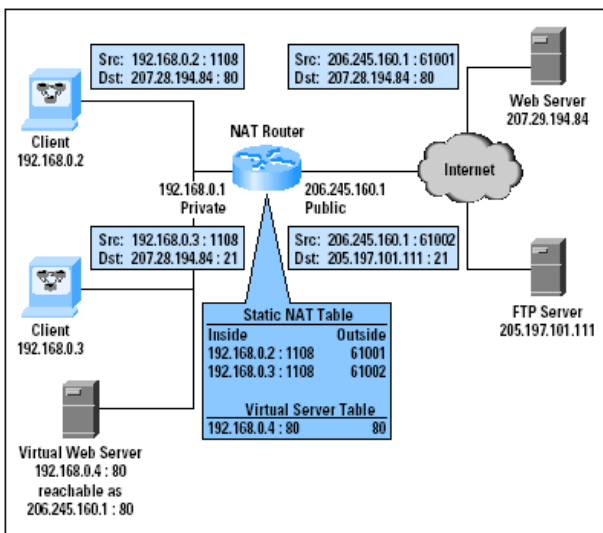 Src: 192.168.0.2 : 1108
Dst: 207.28.194.84 : 80
Src: 206.245.160.1 : 61001
Dst: 207.28.194.84 : 80
Client
192.168.0.2
NAT Router
Web Server
207.29.194.84
192.168.0.1
Private
206.245.160.1
Public
Internet
Src: 192.168.0.3 : 1108
Dst: 207.28.194.84 : 21
Src: 206.245.160.1 : 61002
Dst: 205.197.101.111 : 21
Client
192.168.0.3
FTP Server
205.197.101.111
Static NAT Table
Inside Outside
192.168.0.2 : 1108 61001
192.168.0.3 : 1108 61002
Virtual Server Table
192.168.0.4 : 80 80
Virtual Web Server
192.168.0.4 : 80
reachable as
206.245.160.1 : 80